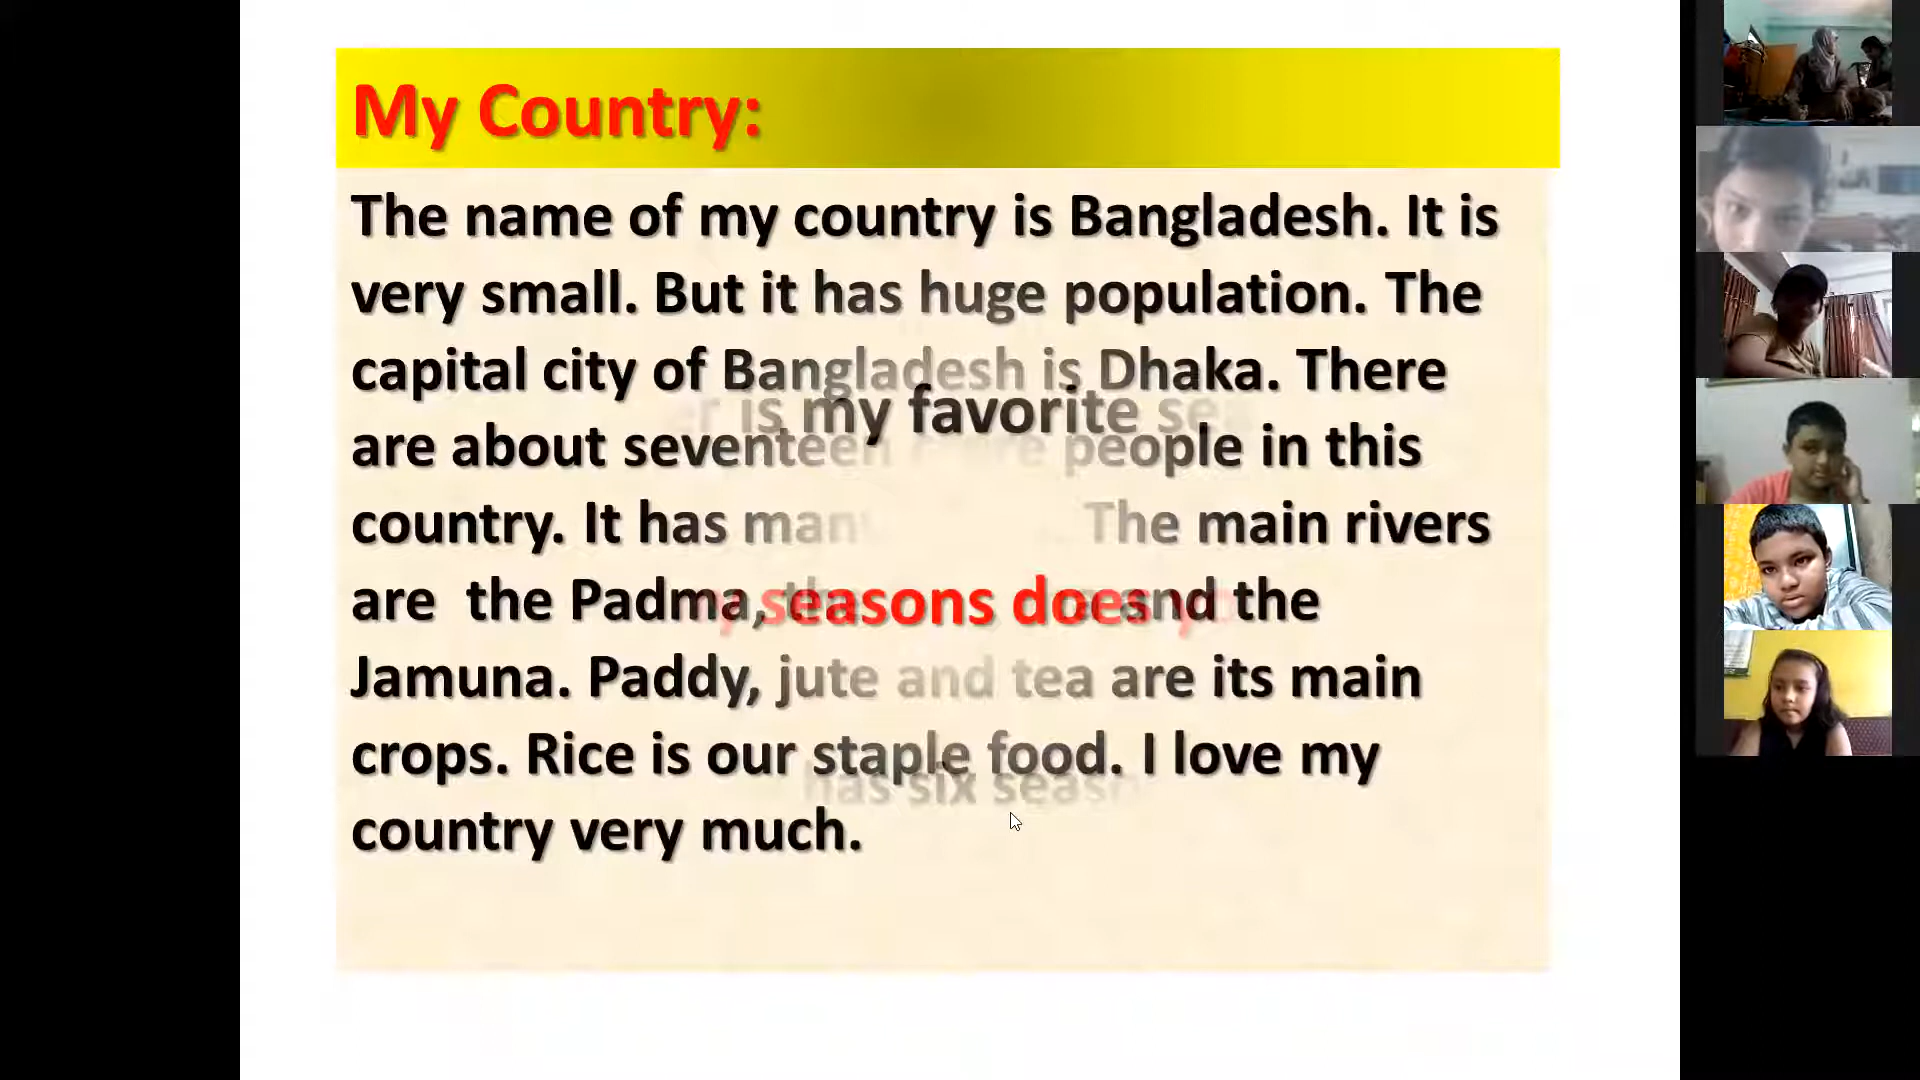 My Country:
The name of my country is Bangladesh. It is
very small. But it has huge population. The
capital city of Bangladesh is Dhaka. There
is my favorite
are about seventeen people in this
country. It has many The main rivers
are the Padma, and the
seasons does
Jamuna. Paddy, jute and tea are its main
crops. Rice is our staple food. I love my
has six
country very much.